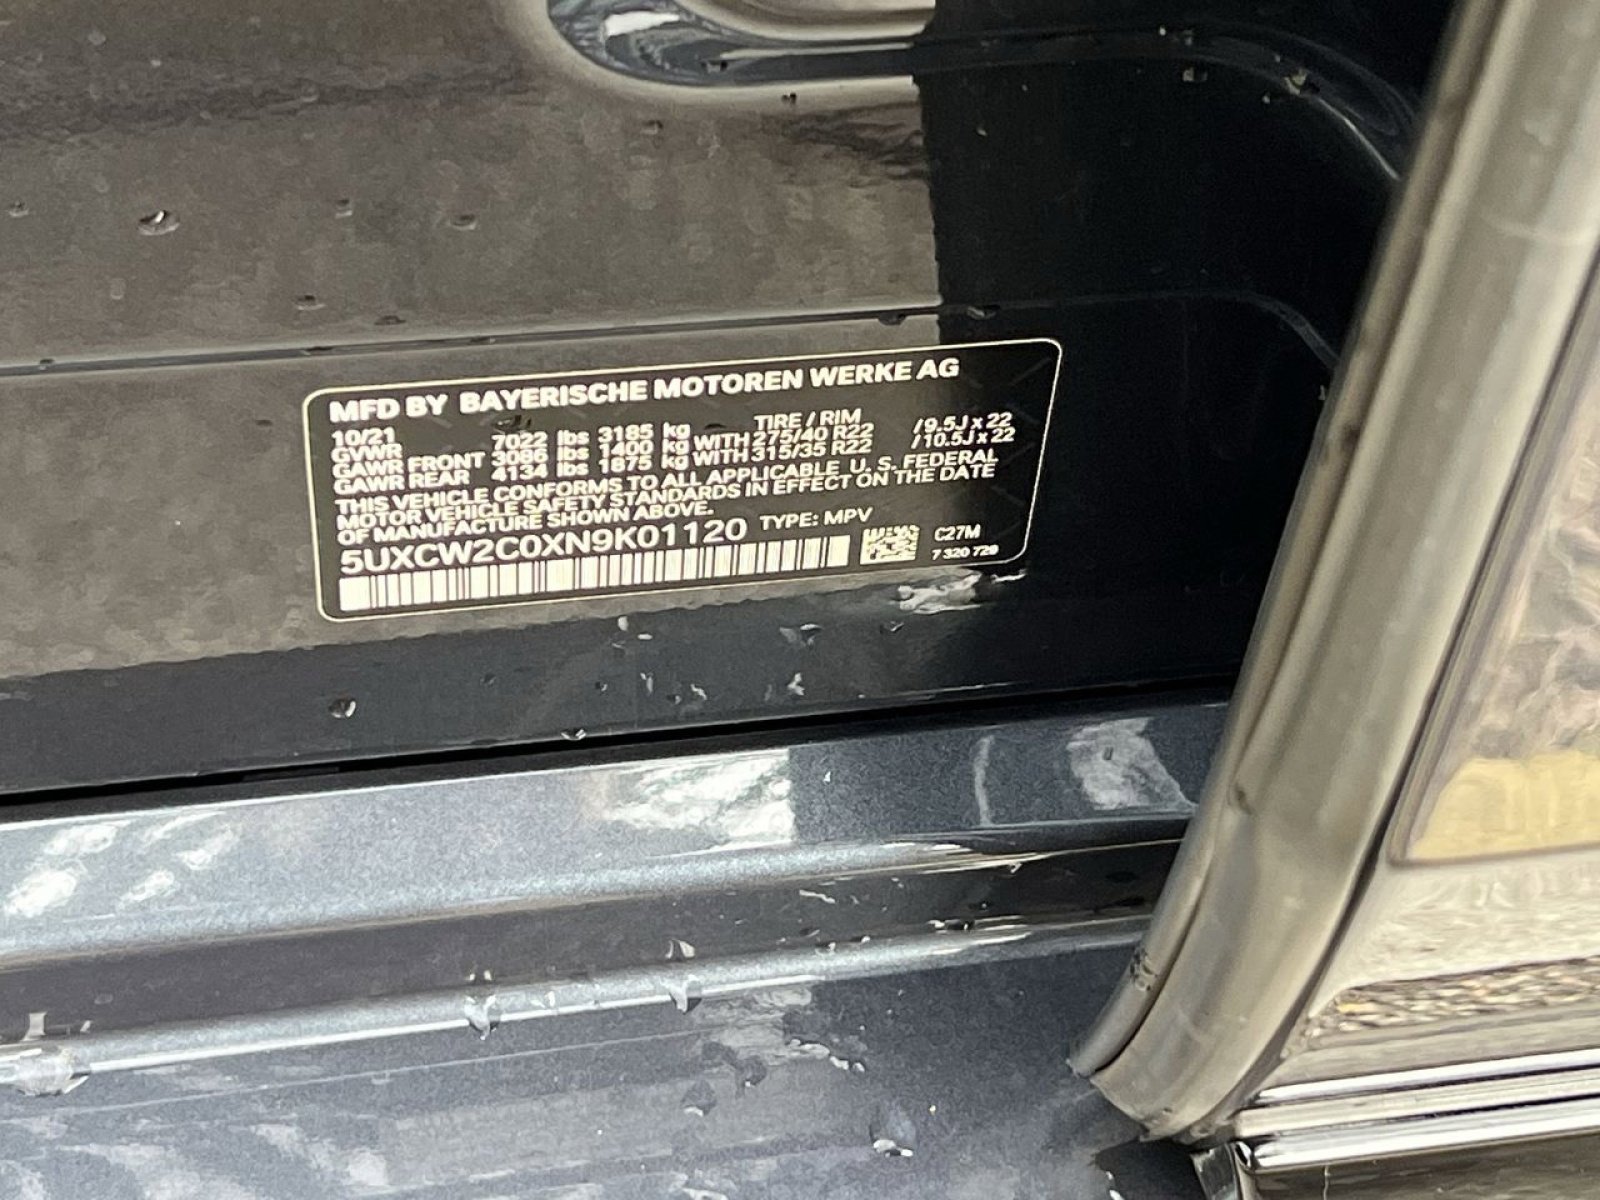 MFD BY BAYERISCHE MOTOREN WERKE AG
10/21 TIRE / RIM
GVWR 7022 lbs 3185 kg
GAWR FRONT 3086 lbs 1400 kg WITH 275/40 R22 / 9.5J x 22
GAWR REAR 4134 lbs 1875 kg WITH 315/35 R22 / 10.5J x 22
THIS VEHICLE CONFORMS TO ALL APPLICABLE U. S. FEDERAL
MOTOR VEHICLE SAFETY STANDARDS IN EFFECT ON THE DATE
OF MANUFACTURE SHOWN ABOVE.
5UXCW2C0XN9K01120 TYPE: MPV
C27M
7 320 729